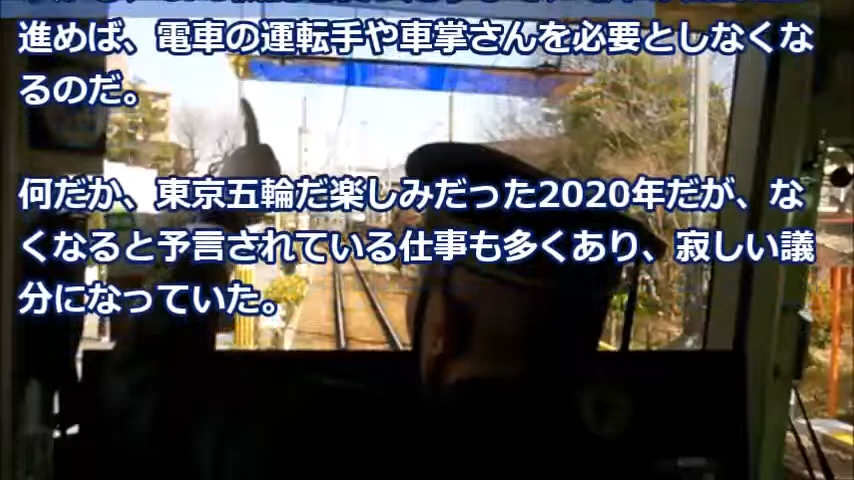 進めば、電車の運転手や車掌さんを必要としなくな
るのだ。
何だか、東京五輪だ楽しみだった2020年だが、な
くなると予言されている仕事も多くあり、寂しい議
分になっていた。